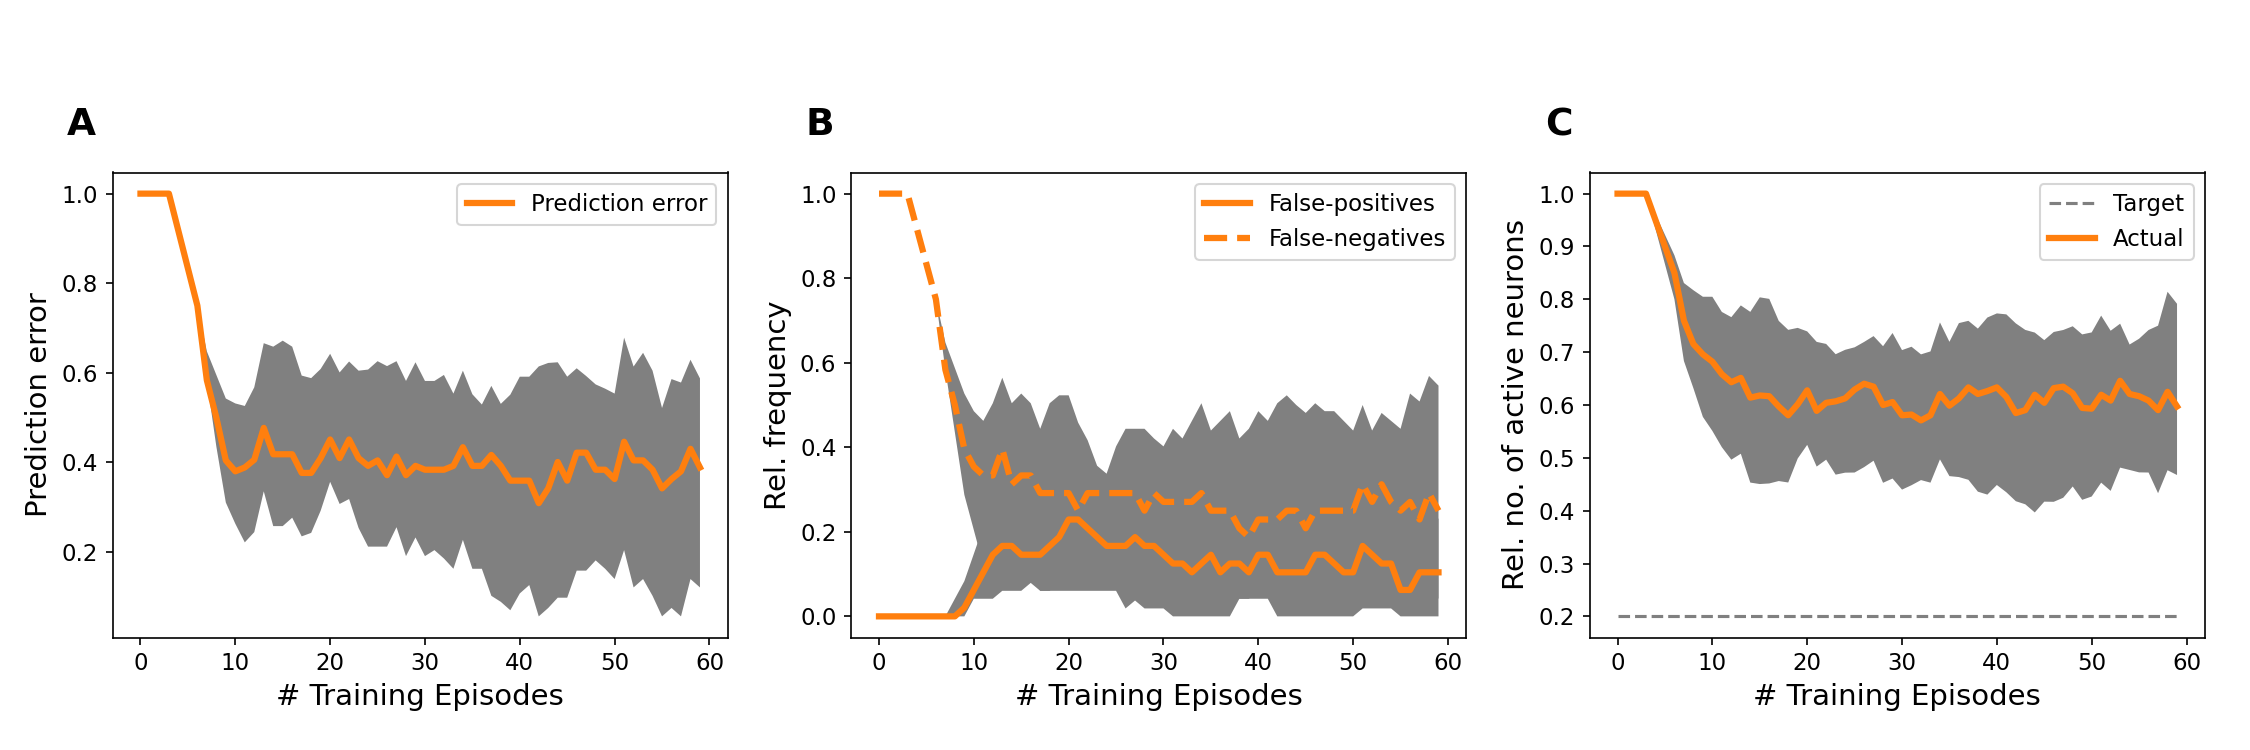 A
B
C
Prediction error
1.0
0.8
0.6
0.4
0.2
Prediction error
0
10
20
30
40
50
60
# Training Episodes
Rel. frequency
1.0
0.8
0.6
0.4
0.2
0.0
False-positives
False-negatives
0
10
20
30
40
50
60
# Training Episodes
Rel. no. of active neurons
1.0
0.9
0.8
0.7
0.6
0.5
0.4
0.3
0.2
Target
Actual
0
10
20
30
40
50
60
# Training Episodes